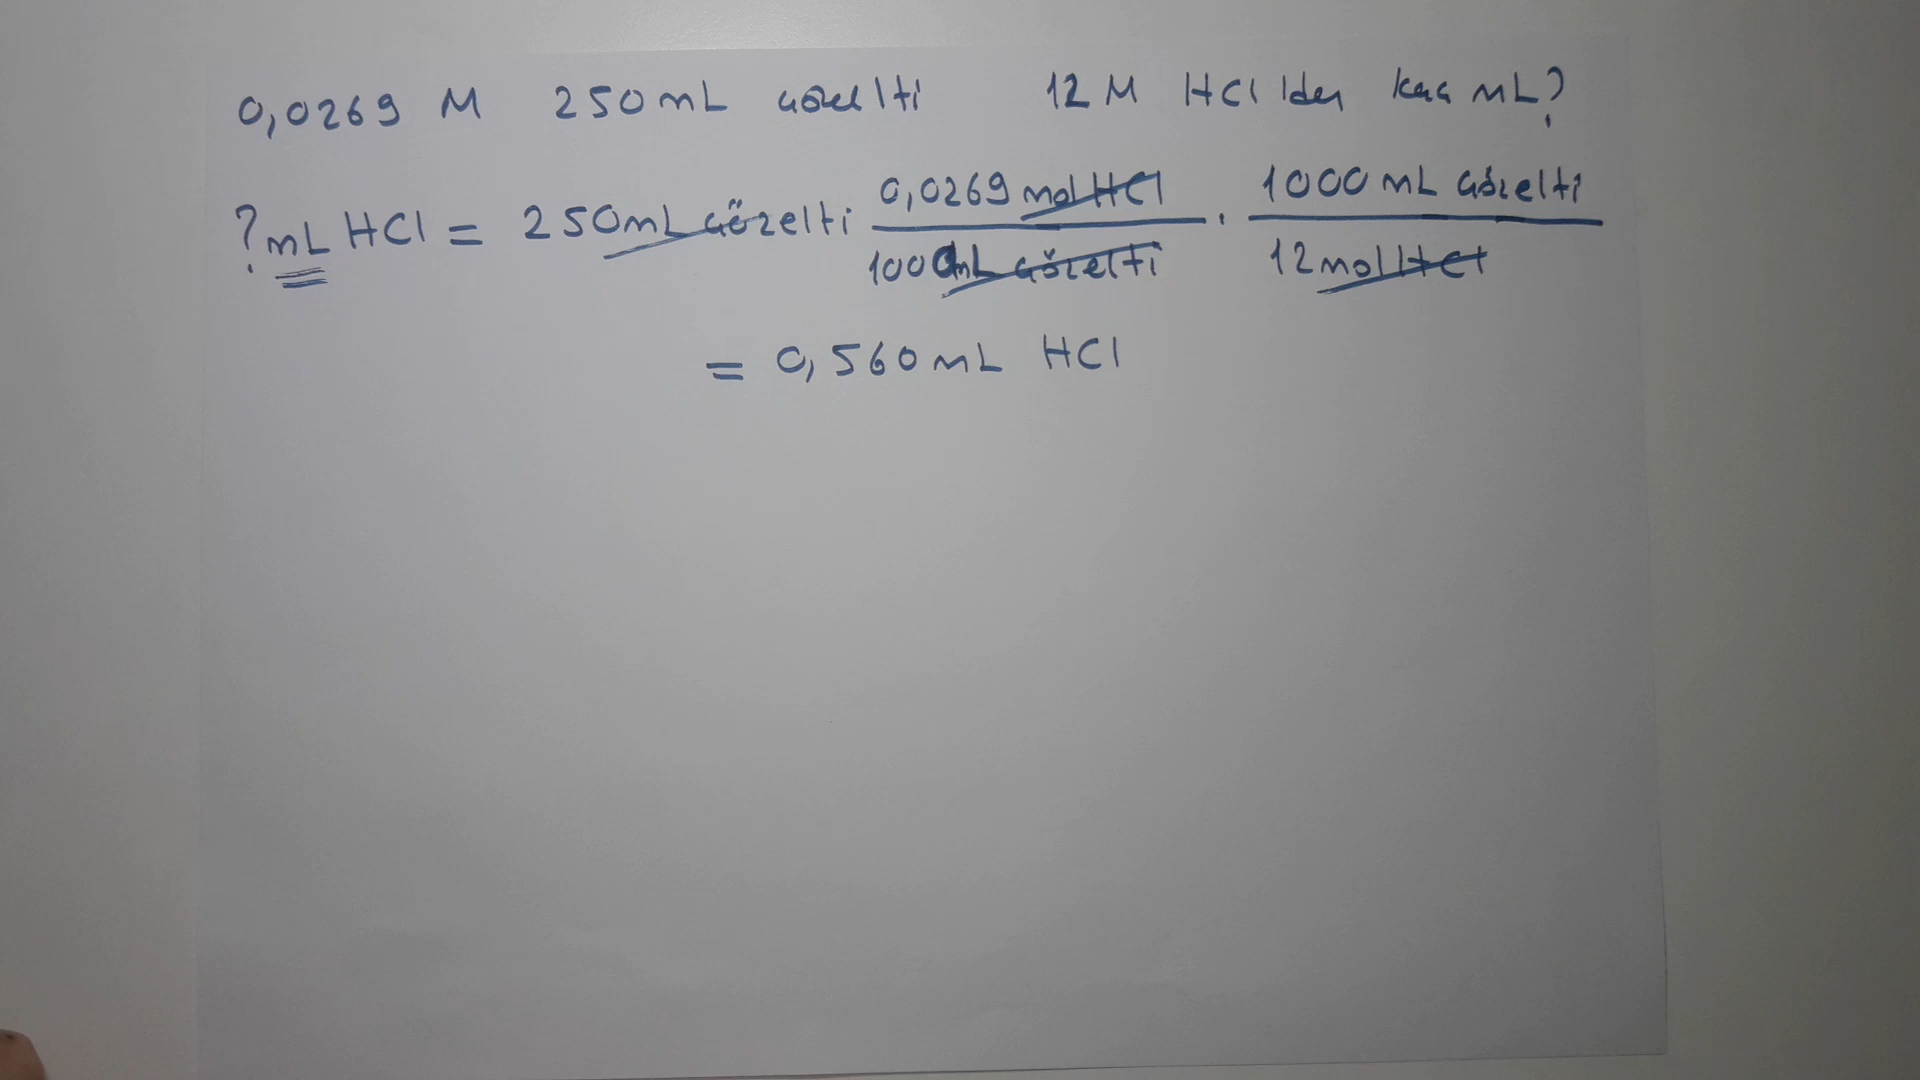 0,0269 M 250 mL çözelti 12 M HCl'den kaç mL?
? mL HCl = 250 mL çözelti 0,0269 mol HCl / 1000 mL çözelti . 1000 mL çözelti / 12 mol HCl
= 0,560 mL HCl